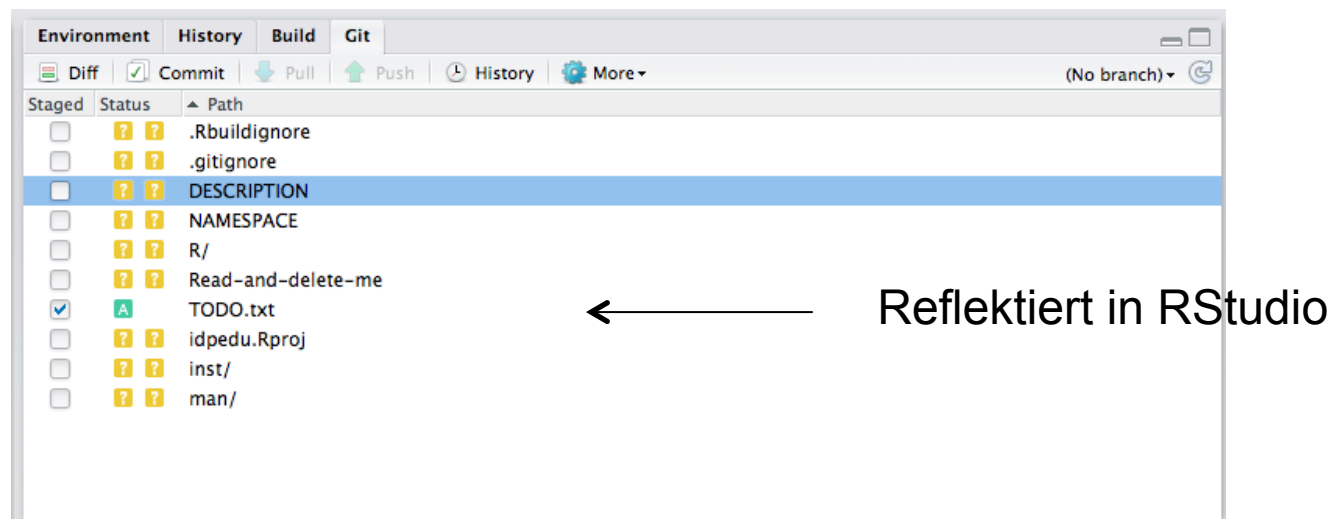 Environment History Build Git
Diff Commit Pull Push History More (No branch)
Staged Status Path
? ? .Rbuildignore
? ? .gitignore
? ? DESCRIPTION
? ? NAMESPACE
? ? R/
? ? Read-and-delete-me
A TODO.txt Reflektiert in RStudio
? ? idpedu.Rproj
? ? inst/
? ? man/